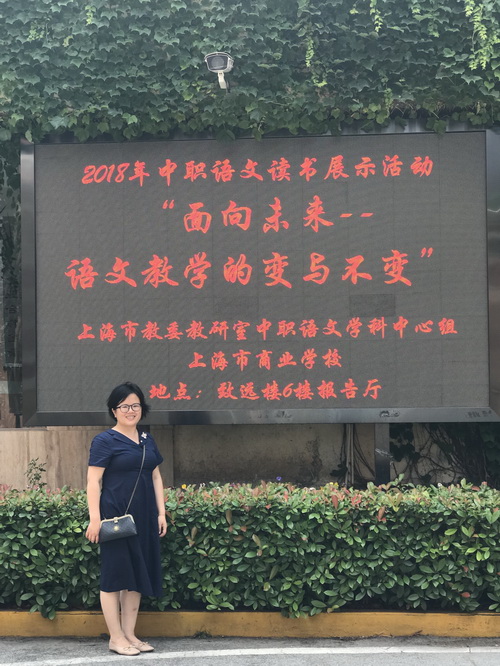 2018年中职语文读书展示活动
“面向未来--
语文教学的变与不变”
上海市教委教研室中职语文学科中心组
上海市商业学校
地点：致远楼6楼报告厅